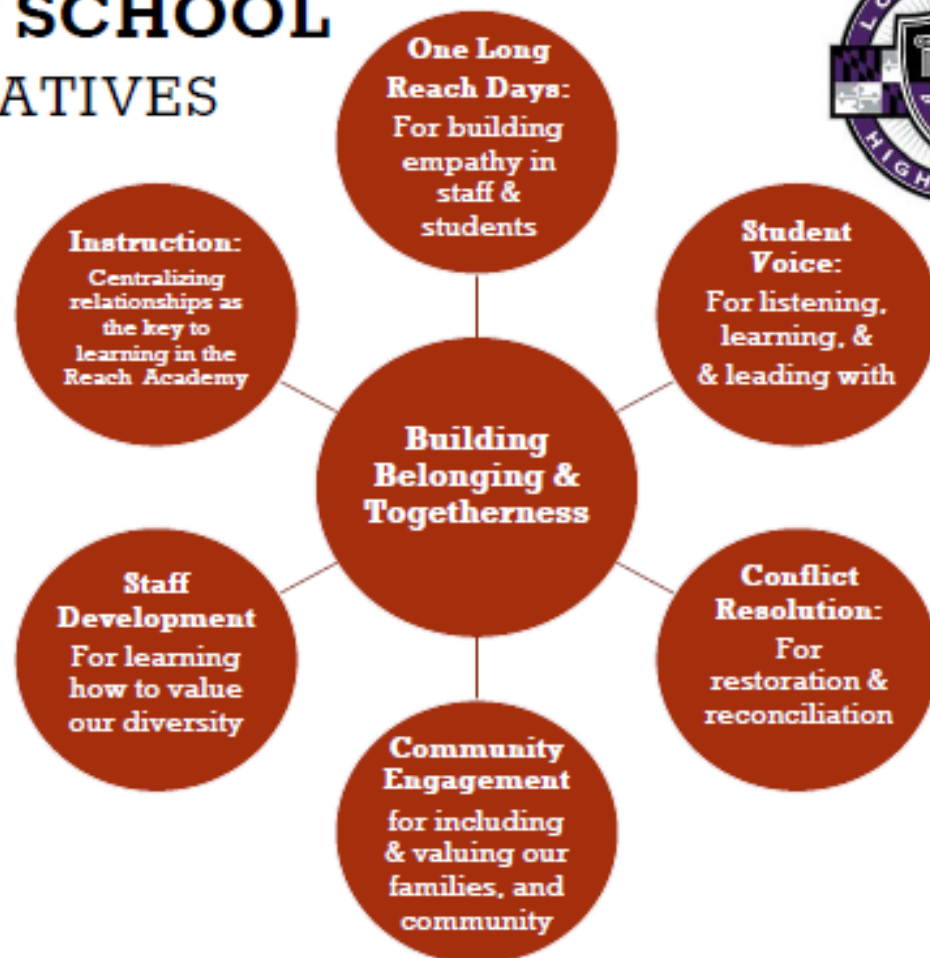 SCHOOL
ATIVES
One Long
Reach Days:
For building
empathy in
staff &
students
Student
Voice:
For listening,
learning, &
& leading with
Conflict
Resolution:
For
restoration &
reconciliation
Community
Engagement
for including
& valuing our
families, and
community
Staff
Development
For learning
how to value
our diversity
Instruction:
Centralizing
relationships as
the key to
learning in the
Reach Academy
Building
Belonging &
Togetherness
LO
HIGH